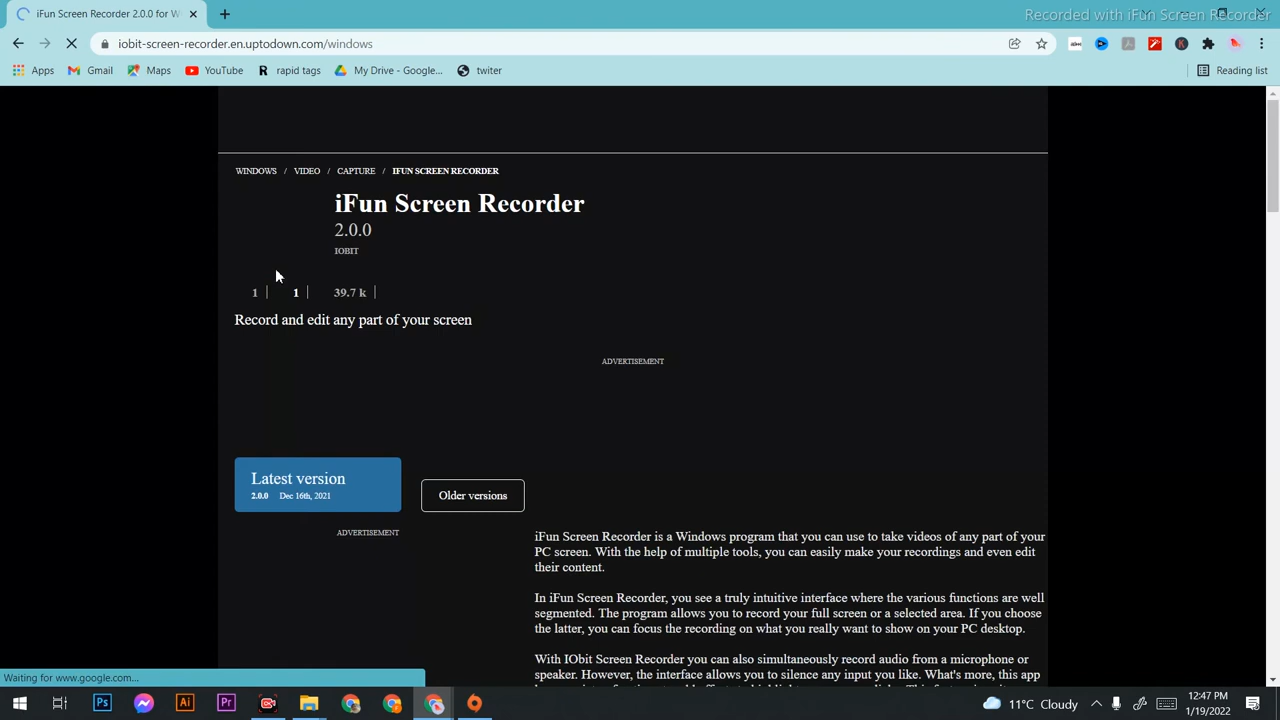 iFun Screen Recorder 2.0.0 for W
Recorded with iFun Screen Recorder
iobit-screen-recorder.en.uptodown.com/windows
Apps
Gmail
Maps
YouTube
R rapid tags
My Drive - Google...
twiter
Reading list
WINDOWS / VIDEO / CAPTURE / IFUN SCREEN RECORDER
iFun Screen Recorder
2.0.0
IOBIT
1 | 1 | 39.7 k |
Record and edit any part of your screen
ADVERTISEMENT
Latest version
2.0.0 Dec 16th, 2021
Older versions
ADVERTISEMENT
iFun Screen Recorder is a Windows program that you can use to take videos of any part of your
PC screen. With the help of multiple tools, you can easily make your recordings and even edit
their content.
In iFun Screen Recorder, you see a truly intuitive interface where the various functions are well
segmented. The program allows you to record your full screen or a selected area. If you choose
the latter, you can focus the recording on what you really want to show on your PC desktop.
With IObit Screen Recorder you can also simultaneously record audio from a microphone or
speaker. However, the interface allows you to silence any input you like. What's more, this app
Waiting for www.google.com...
Ps
Ai
Pr
11°C Cloudy
12:47 PM
1/19/2022